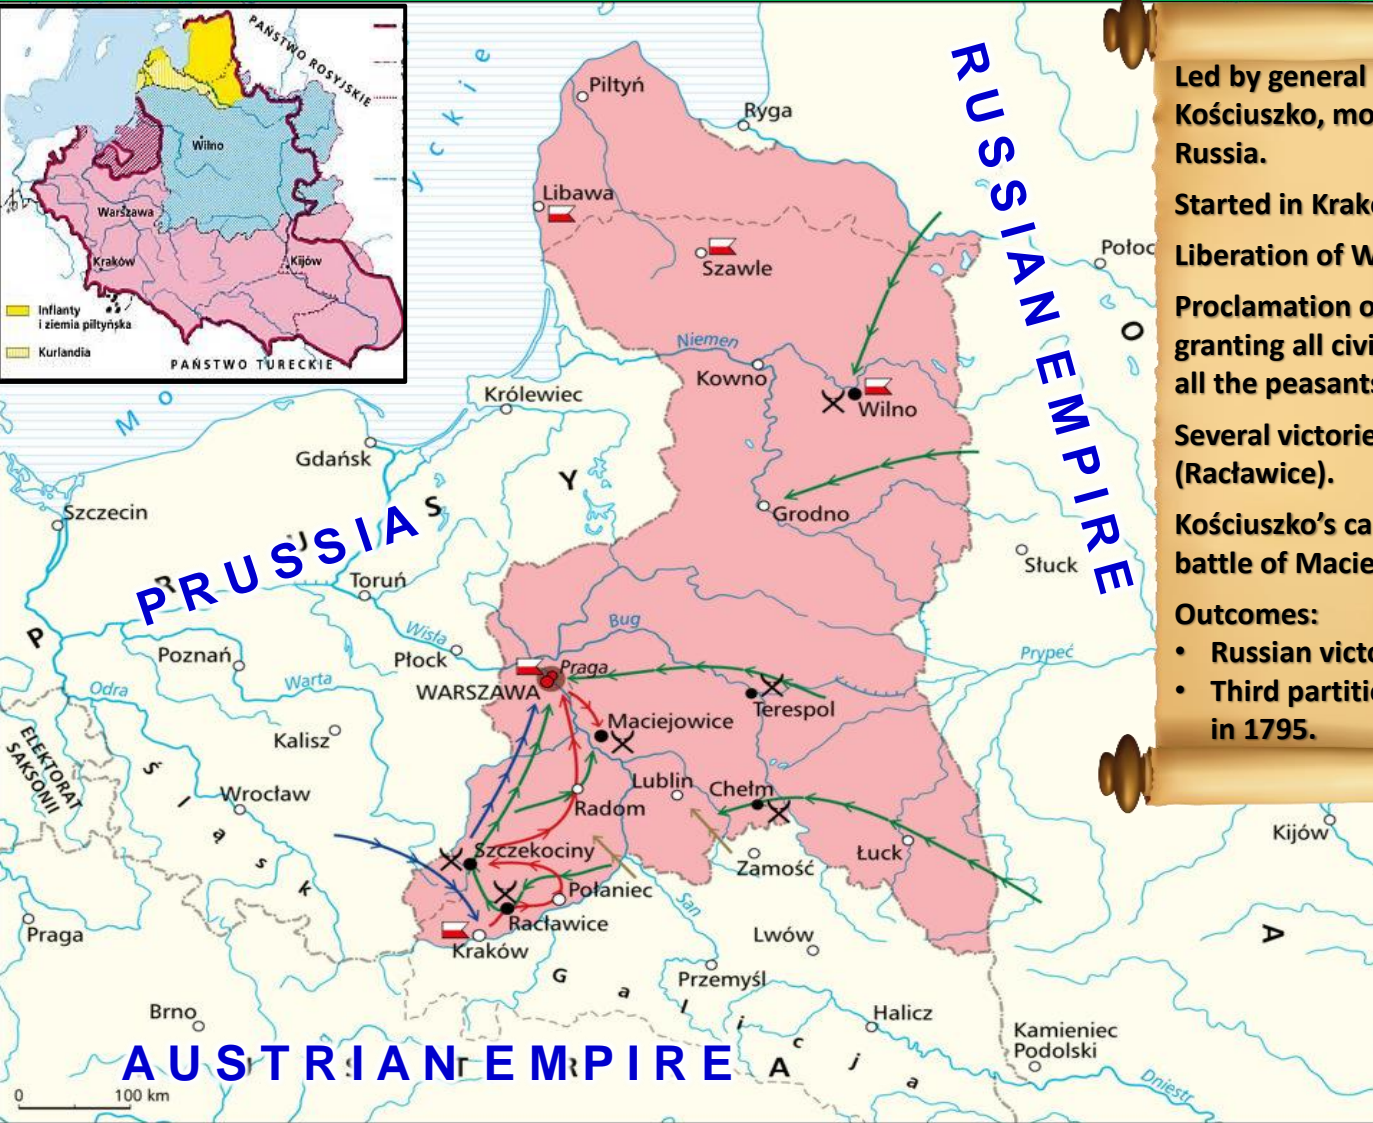 PAŃSTWO ROSYJSKIE
Wilno
Warszawa
Kraków
Kijów
Inflanty
i ziemia piltyńska
Kurlandia
PAŃSTWO TURECKIE
M o
c k i e
y
Piltyń
Ryga
Libawa
Szawle
Połoc
RUSSIAN EMPIRE
O
Niemen
Kowno
Wilno
Królewiec
Gdańsk
Grodno
Szczecin
Słuck
PRUSSIA
P R U S Y
Toruń
Bug
Wisła
Płock
Poznań
Warta
Odra
Prypeć
Praga
WARSZAWA
Terespol
Maciejowice
Kalisz
ELEKTORAT
SAKSONII
Ś l ą s k
Wrocław
Lublin
Chełm
Radom
Szczekociny
Zamość
Łuck
Kijów
Połaniec
San
Racławice
Kraków
Praga
Lwów
A
Przemyśl
G a l i c j a
Brno
Halicz
Kamieniec
Podolski
AUSTRIAN EMPIRE
S T R A
Dniestr
0 100 km
Led by general
Kościuszko, mo
Russia.
Started in Krak
Liberation of W
Proclamation o
granting all civi
all the peasants
Several victorie
(Racławice).
Kościuszko’s ca
battle of Macie
Outcomes:
• Russian victo
• Third partiti
in 1795.